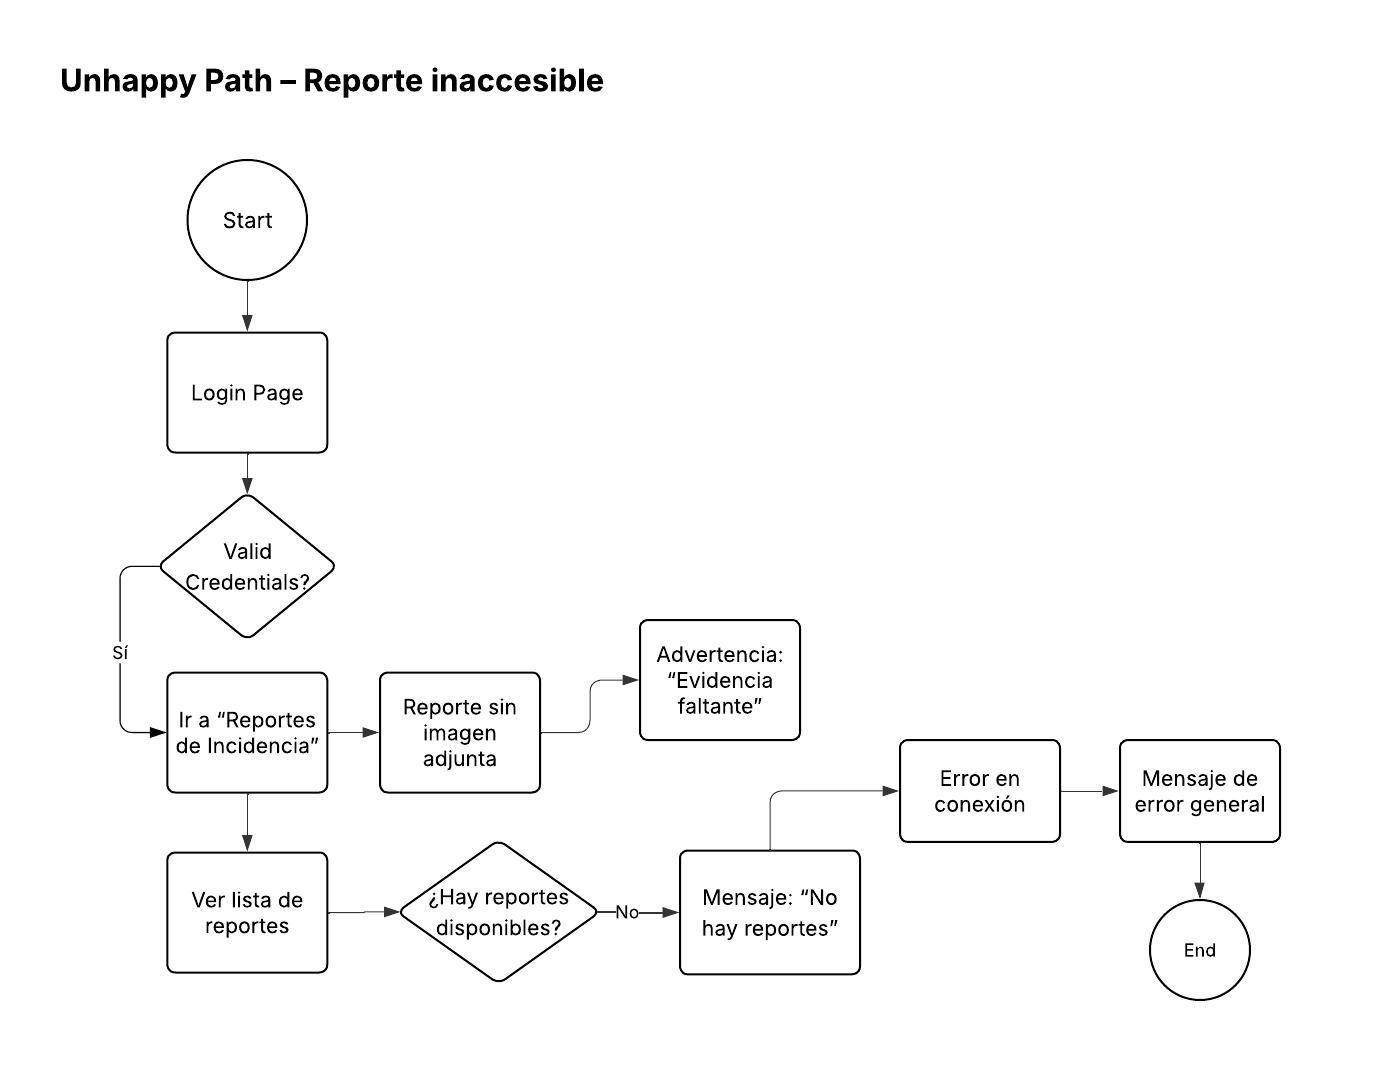 Unhappy Path – Reporte inaccesible
Start
Login Page
Valid
Credentials?
Sí
Ir a “Reportes
de Incidencia”
Reporte sin
imagen
adjunta
Advertencia:
“Evidencia
faltante”
Ver lista de
reportes
¿Hay reportes
disponibles?
No
Mensaje: “No
hay reportes”
Error en
conexión
Mensaje de
error general
End